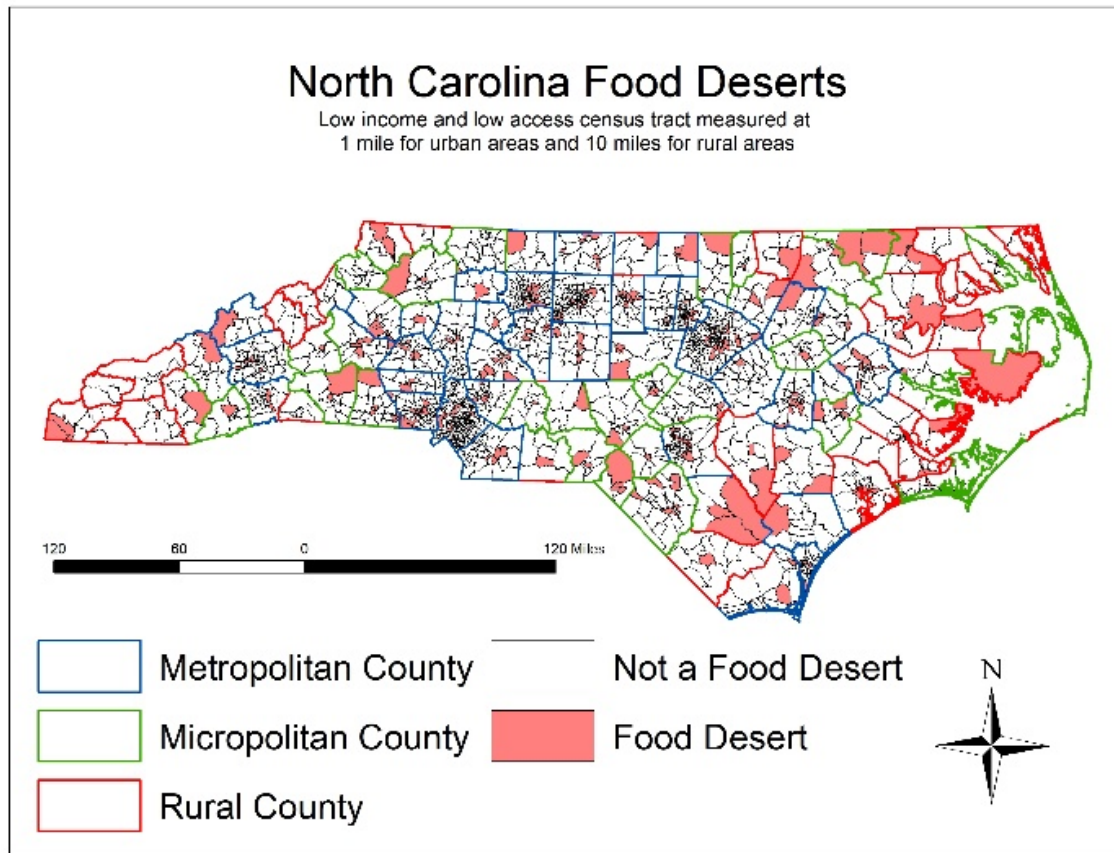 North Carolina Food Deserts
Low income and low access census tract measured at
1 mile for urban areas and 10 miles for rural areas
120 60 0 120 Miles
Metropolitan County
Not a Food Desert
N
Micropolitan County
Food Desert
Rural County